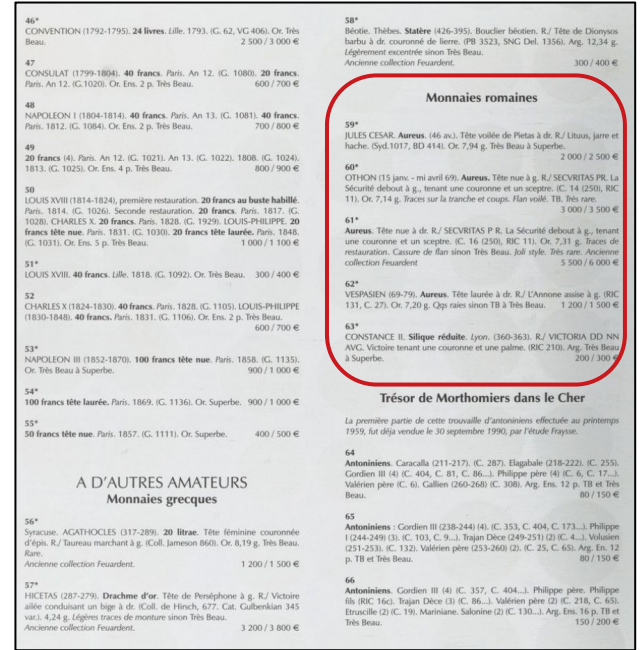 46*
CONVENTION (1792-1795). 24 livres. Lille. 1793. (G. 62, VG 406). Or. Très
Beau. 2 500 / 3 000 €
47
CONSULAT (1799-1804). 40 francs. Paris. An 12. (G. 1080). 20 francs.
Paris. An 12. (G.1020). Or. Ens. 2 p. Très Beau. 600 / 700 €
48
NAPOLEON I (1804-1814). 40 francs. Paris. An 13. (G. 1081). 40 francs.
Paris. 1812. (G. 1084). Or. Ens. 2 p. Très Beau. 700 / 800 €
49
20 francs (4). Paris. An 12. (G. 1021). An 13. (G. 1022). 1808. (G. 1024).
1813. (G. 1025). Or. Ens. 4 p. Très Beau. 800 / 900 €
50
LOUIS XVIII (1814-1824), première restauration. 20 francs au buste habillé.
Paris. 1814. (G. 1026). Seconde restauration. 20 francs. Paris. 1817. (G.
1028). CHARLES X. 20 francs. Paris. 1828. (G. 1929). LOUIS-PHILIPPE. 20
francs tête nue. Paris. 1831. (G. 1030). 20 francs tête laurée. Paris. 1848.
(G. 1031). Or. Ens. 5 p. Très Beau. 1 000 / 1 100 €
51*
LOUIS XVIII. 40 francs. Lille. 1818. (G. 1092). Or. Très Beau. 300 / 400 €
52
CHARLES X (1824-1830). 40 francs. Paris. 1828. (G. 1105). LOUIS-PHILIPPE
(1830-1848). 40 francs. Paris. 1831. (G. 1106). Or. Ens. 2 p. Très Beau.
600 / 700 €
53*
NAPOLEON III (1852-1870). 100 francs tête nue. Paris. 1858. (G. 1135).
Or. Très Beau à Superbe. 900 / 1 000 €
54*
100 francs tête laurée. Paris. 1869. (G. 1136). Or. Superbe. 900 / 1 000 €
55*
50 francs tête nue. Paris. 1857. (G. 1111). Or. Superbe. 400 / 500 €
A D'AUTRES AMATEURS
Monnaies grecques
56*
Syracuse. AGATHOCLES (317-289). 20 litrae. Tête féminine couronnée
d'épis. R./ Taureau marchant à g. (Coll. Jameson 860). Or. 8,19 g. Très Beau.
Rare.
Ancienne collection Feuardent. 1 200 / 1 500 €
57*
HICETAS (287-279). Drachme d'or. Tête de Perséphone à g. R./ Victoire
ailée conduisant un bige à dr. (Coll. de Hirsch, 677. Cat. Gulbenkian 345
var.). 4,24 g. Légères traces de monture sinon Très Beau.
Ancienne collection Feuardent. 3 200 / 3 800 €
58*
Béotie. Thèbes. Statère (426-395). Bouclier béotien. R./ Tête de Dionysos
barbu à dr. couronné de lierre. (PB 3523, SNG Del. 1356). Arg. 12,34 g.
Légèrement excentrée sinon Très Beau.
Ancienne collection Feuardent. 300 / 400 €
Monnaies romaines
59*
JULES CESAR. Aureus. (46 av.). Tête voilée de Pietas à dr. R./ Lituus, jarre et
hache. (Syd.1017, BD 414). Or. 7,94 g. Très Beau à Superbe.
2 000 / 2 500 €
60*
OTHON (15 janv. - mi avril 69). Aureus. Tête nue à g. R./ SECVRITAS PR. La
Sécurité debout à g., tenant une couronne et un sceptre. (C. 14 (250), RIC
11). Or. 7,14 g. Traces sur la tranche et coups. Flan voilé. TB. Très rare.
3 000 / 3 500 €
61*
Aureus. Tête nue à dr. R./ SECVRITAS P R. La Sécurité debout à g., tenant
une couronne et un sceptre. (C. 16 (250), RIC 11). Or. 7,31 g. Traces de
restauration. Cassure de flan sinon Très Beau. Joli style. Très rare. Ancienne
collection Feuardent 5 500 / 6 000 €
62*
VESPASIEN (69-79). Aureus. Tête laurée à dr. R./ L'Annone assise à g. (RIC
131, C. 27). Or. 7,20 g. Qqs raies sinon TB à Très Beau. 1 200 / 1 500 €
63*
CONSTANCE II. Silique réduite. Lyon. (360-363). R./ VICTORIA DD NN
AVG. Victoire tenant une couronne et une palme. (RIC 210). Arg. Très Beau
à Superbe. 200 / 300 €
Trésor de Morthomiers dans le Cher
La première partie de cette trouvaille d'antoniniens effectuée au printemps
1959, fut déja vendue le 30 septembre 1990, par l'étude Fraysse.
64
Antoniniens. Caracalla (211-217). (C. 287). Elagabale (218-222). (C. 255).
Gordien III (4) (C. 404, C. 81, C. 86...). Philippe père (4) (C. 6, C. 17...).
Valérien père (C. 6). Gallien (260-268) (C. 308). Arg. Ens. 12 p. TB et Très
Beau. 80 / 150 €
65
Antoniniens : Gordien III (238-244) (4). (C. 353, C. 404, C. 173...). Philippe
I (244-249) (3). (C. 103, C. 9...). Trajan Dèce (249-251) (2) (C. 4...). Volusien
(251-253). (C. 132). Valérien père (253-260) (2). (C. 25, C. 65). Arg. En. 12
p. TB et Très Beau. 80 / 150 €
66
Antoniniens. Gordien III (4) (C. 357, C. 404...). Philippe père. Philippe
fils (RIC 16c). Trajan Dèce (3) (C. 86...). Valérien père (2) (C. 218, C. 65).
Etruscille (2) (C. 19). Mariniane. Salonine (2) (C. 130...). Arg. Ens. 16 p. TB et
Très Beau. 150 / 200 €